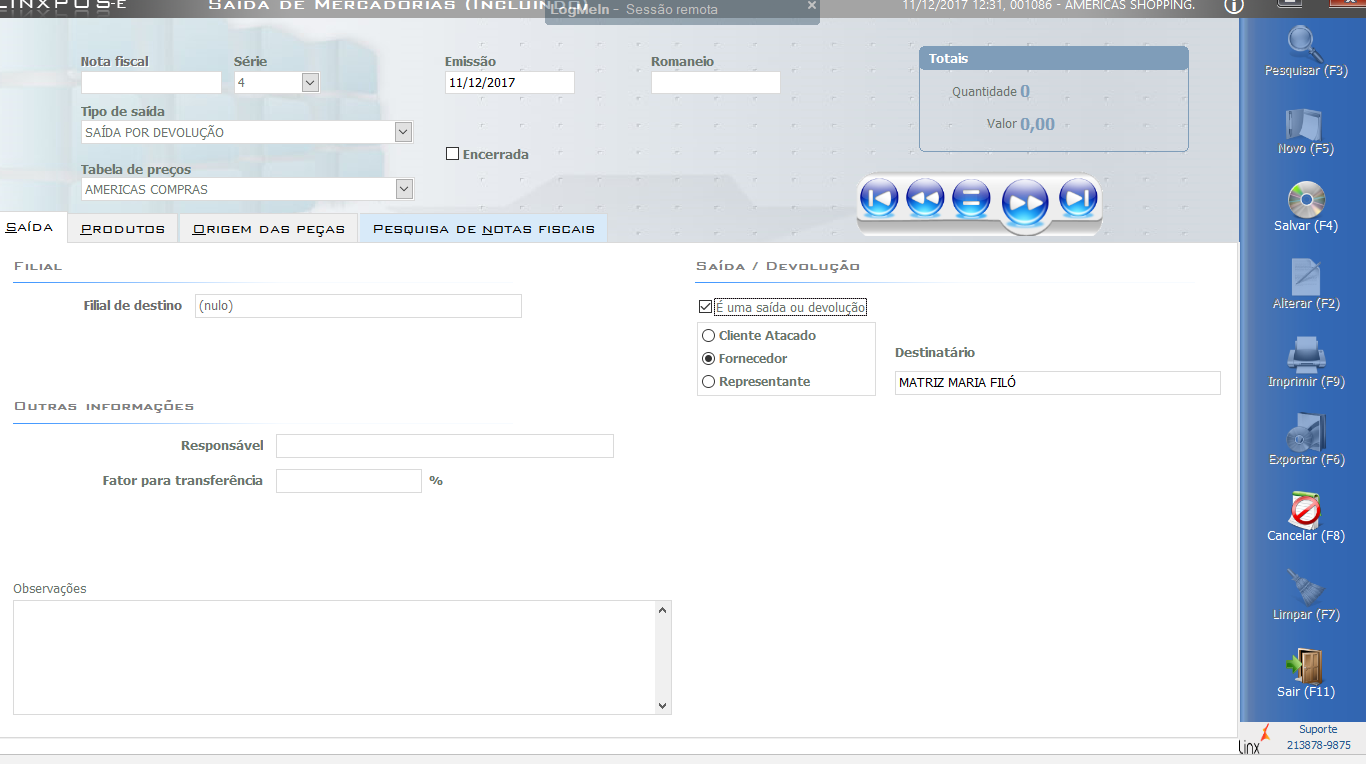 LINXPOS-E
SAÍDA DE MERCADORIAS (INCLUINDO)
LogMeIn - Sessão remota
11/12/2017 12:31, 001086 - AMERICAS SHOPPING.
Nota fiscal
Série
4
Emissão
11/12/2017
Romaneio
Totais
Quantidade 0
Valor 0,00
Tipo de saída
SAÍDA POR DEVOLUÇÃO
Encerrada
Tabela de preços
AMERICAS COMPRAS
SAÍDA
PRODUTOS
ORIGEM DAS PEÇAS
PESQUISA DE NOTAS FISCAIS
FILIAL
Filial de destino
(nulo)
SAÍDA / DEVOLUÇÃO
É uma saída ou devolução
Cliente Atacado
Fornecedor
Representante
Destinatário
MATRIZ MARIA FILÓ
OUTRAS INFORMAÇÕES
Responsável
Fator para transferência
%
Observações
Pesquisar (F3)
Novo (F5)
Salvar (F4)
Alterar (F2)
Imprimir (F9)
Exportar (F6)
Cancelar (F8)
Limpar (F7)
Sair (F11)
linx
Suporte
213878-9875